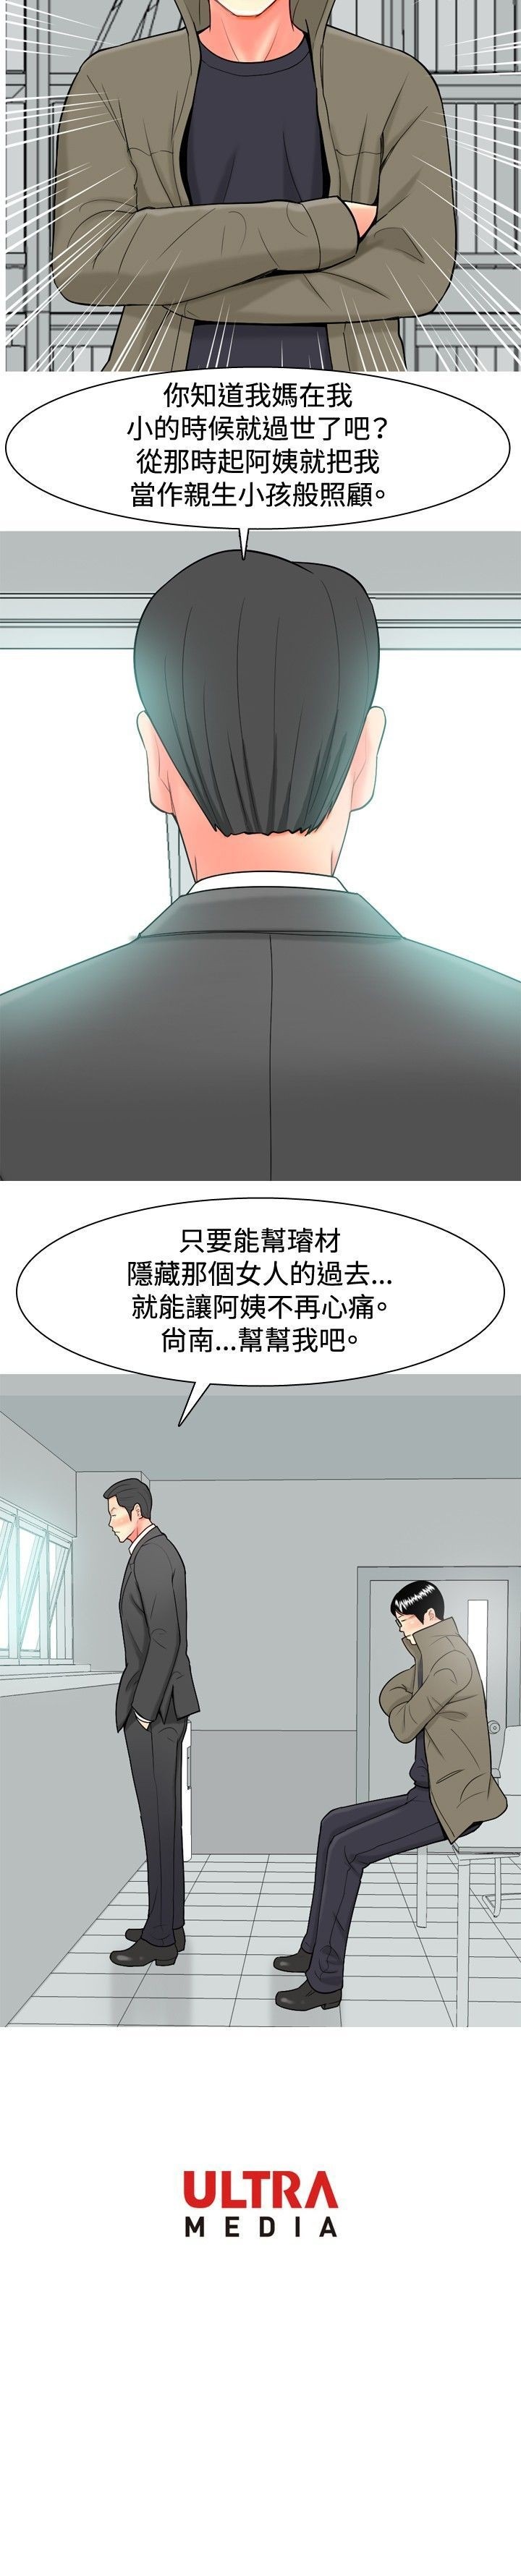 你知道我媽在我
小的時候就過世了吧?
從那時起阿姨就把我
當作親生小孩般照顧。
只要能幫璿材
隱藏那個女人的過去...
就能讓阿姨不再心痛。
尙南...幫幫我吧。
ULTRA
MEDIA